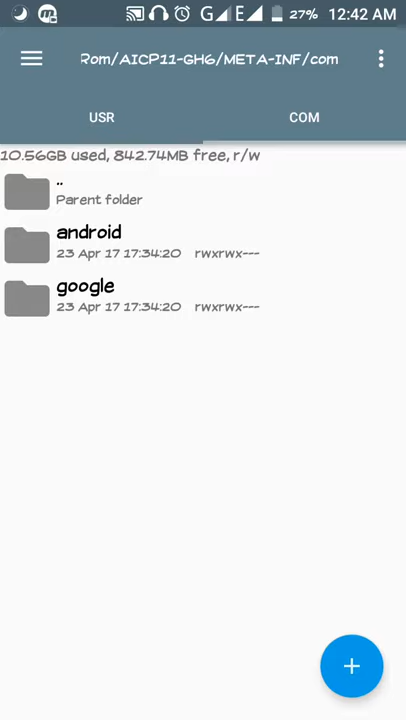 G E 27% 12:42 AM
Rom/AICP11-GH6/META-INF/com
USR COM
10.56GB used, 842.74MB free, r/w
..
Parent folder
android
23 Apr 17 17:34:20 rwxrwx---
google
23 Apr 17 17:34:20 rwxrwx---